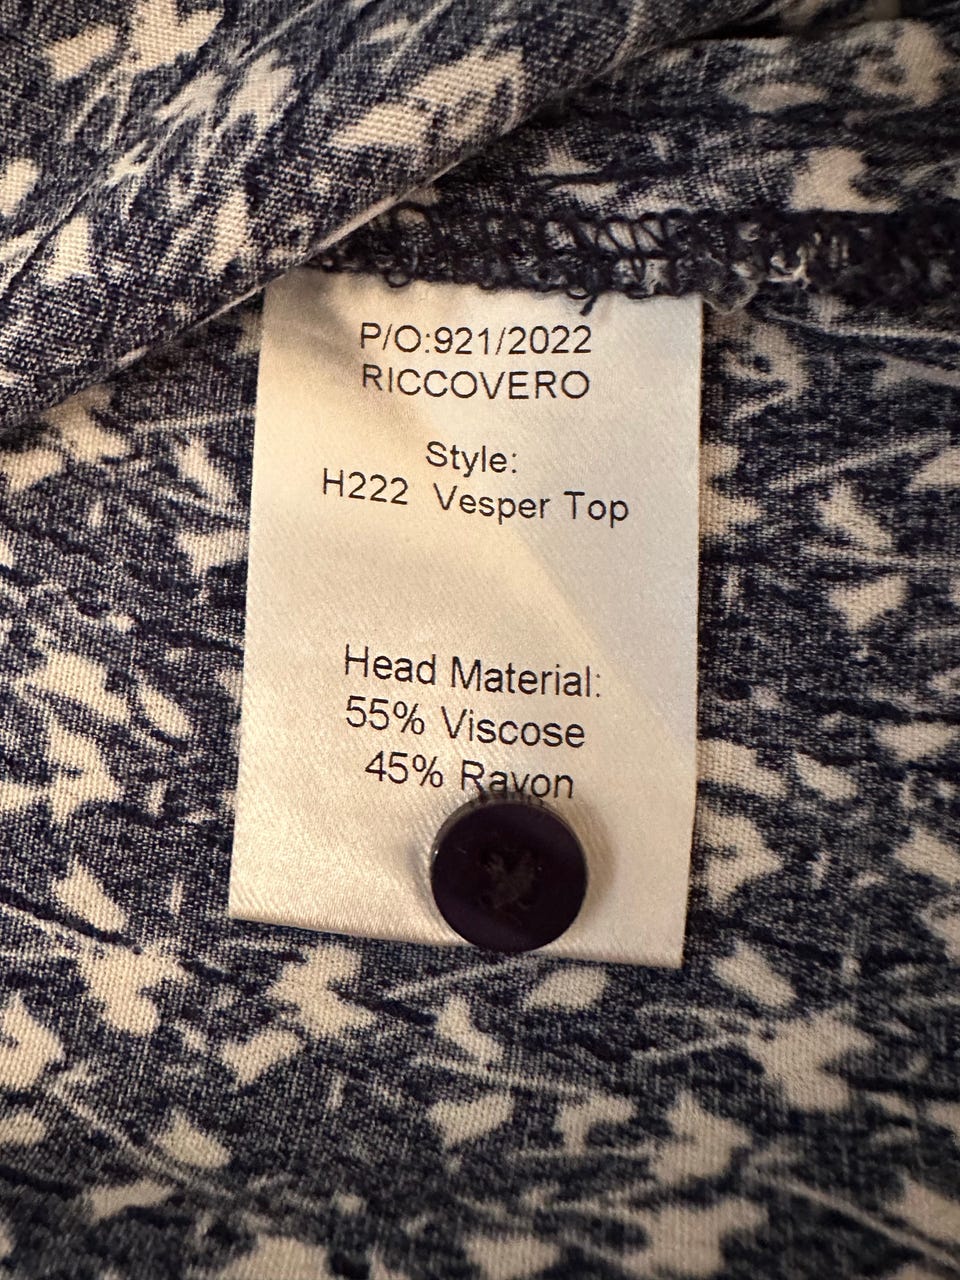 P/O:921/2022
RICCOVERO
Style:
H222 Vesper Top
Head Material:
55% Viscose
45% Rayon